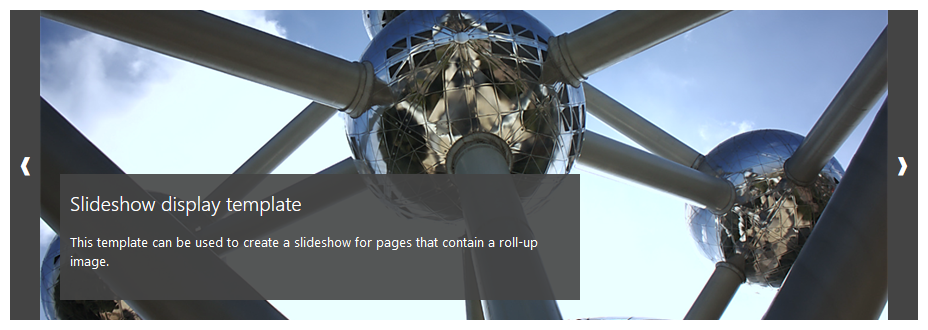 Slideshow display template
This template can be used to create a slideshow for pages that contain a roll-up
image.